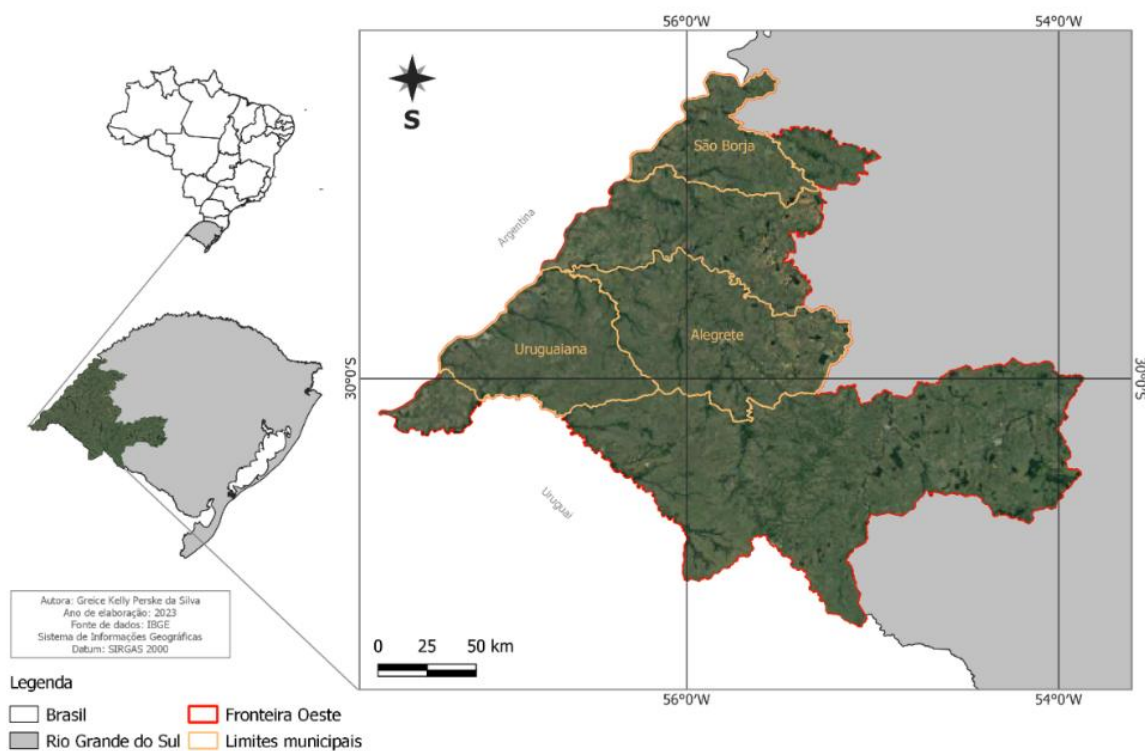 56°0'W
54°0'W
S
São Borja
Argentina
Alegrete
Uruguaiana
30°0'S
30°0'S
Uruguai
Autora: Greice Kelly Perske da Silva
Ano de elaboração: 2023
Fonte de dados: IBGE
Sistema de Informações Geográficas
Datum: SIRGAS 2000
0 25 50 km
56°0'W
54°0'W
Legenda
Brasil
Fronteira Oeste
Rio Grande do Sul
Limites municipais